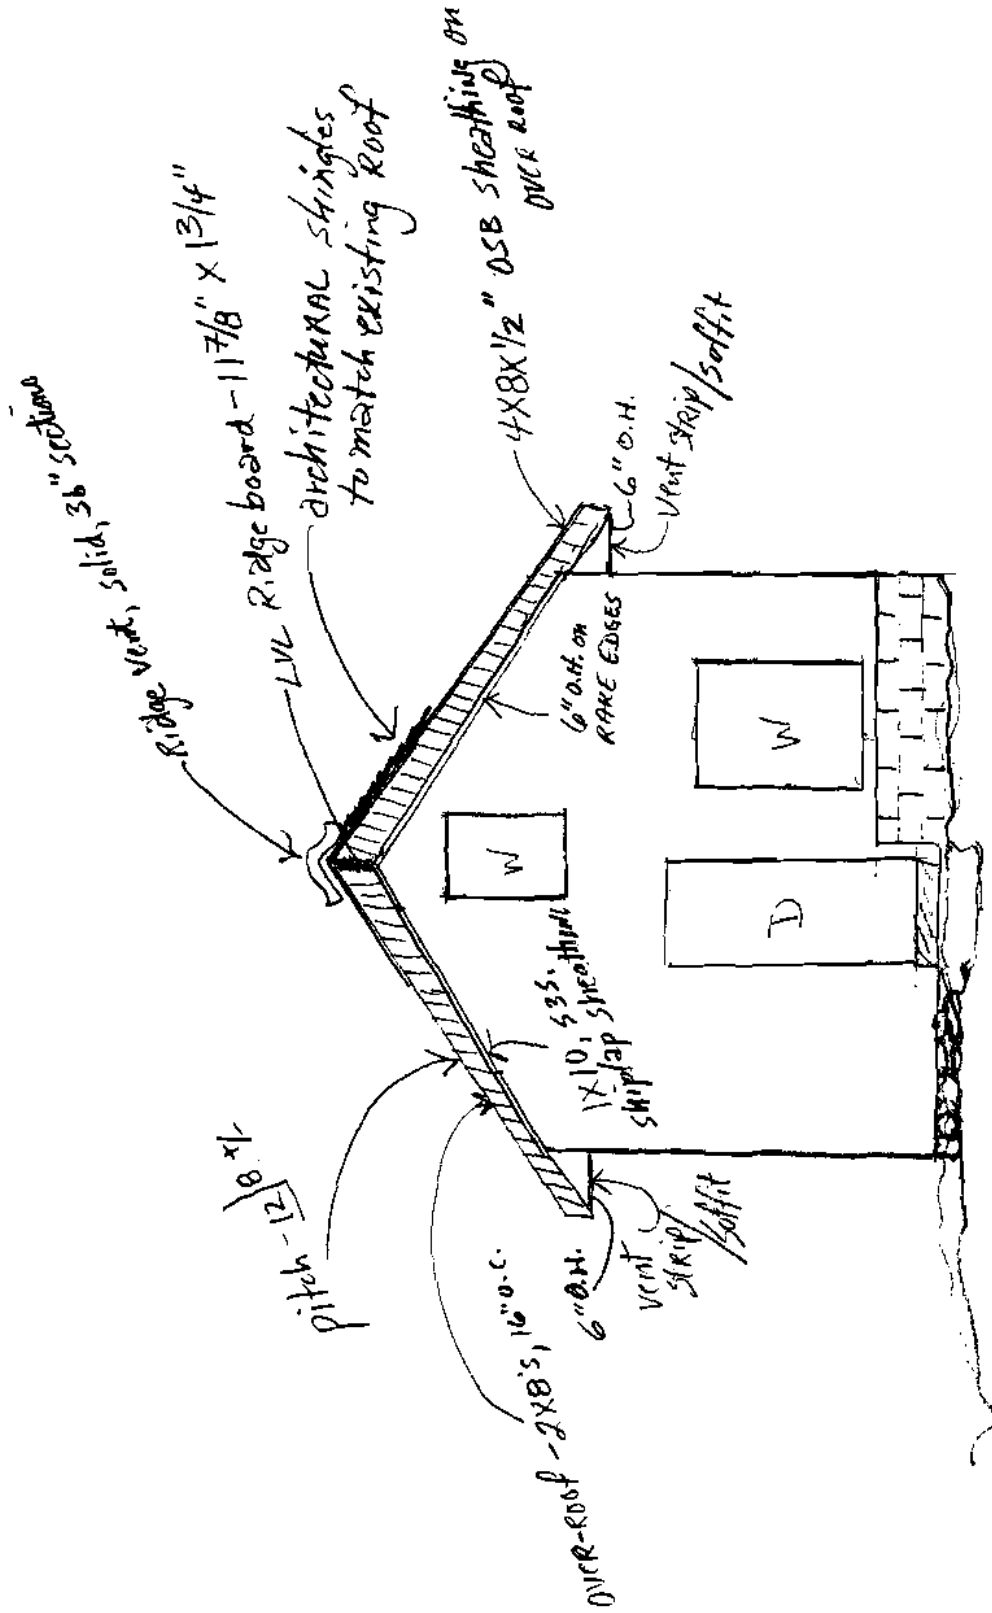 Ridge vent, solid, 36" sections
LVL Ridge board - 11 7/8" X 1 3/4"
architectural shingles
to match existing Roof
4X8X1/2" OSB sheathing on
OVER ROOF
6" O.H.
vent strip/soffit
pitch - 12/8 +/-
OVER-ROOF - 2X8's, 16" O.C.
6" O.H.
vent
strip/
soffit
1X10, S3S.
shiplap sheathing
6" O.H. on
RAKE EDGES
W
W
D